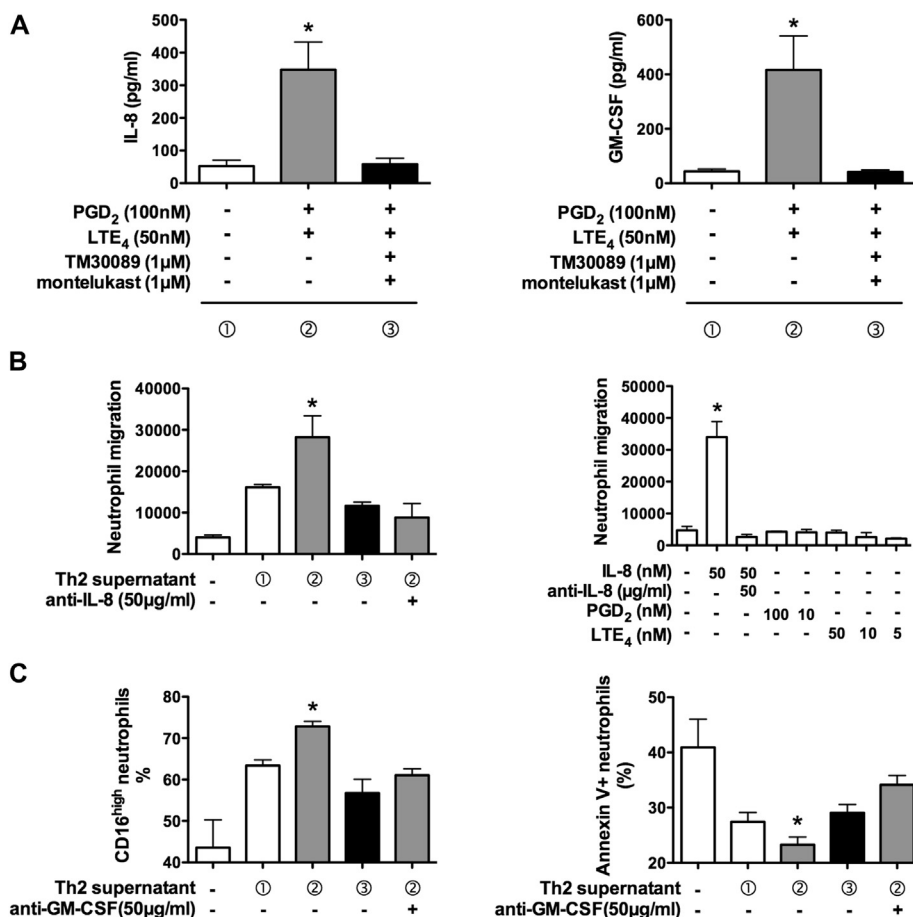 A
IL-8 (pg/ml)
500
400
300
200
100
0
*
PGD₂ (100nM) - + +
LTE₄ (50nM) - + +
TM30089 (1µM) - - +
montelukast (1µM) - - +
① ② ③
GM-CSF (pg/ml)
600
400
200
0
*
PGD₂ (100nM) - + +
LTE₄ (50nM) - + +
TM30089 (1µM) - - +
montelukast (1µM) - - +
① ② ③
B
Neutrophil migration
40000
30000
20000
10000
0
*
Th2 supernatant - ① ② ③ ②
anti-IL-8 (50µg/ml) - - - - +
Neutrophil migration
50000
40000
30000
20000
10000
0
*
IL-8 (nM) - 50 50 - - - - -
anti-IL-8 (µg/ml) - - 50 - - - - -
PGD₂ (nM) - - - 100 10 - - -
LTE₄ (nM) - - - - - 50 10 5
C
CD16ʰⁱᵍʰ neutrophils
%
80
70
60
50
40
*
Th2 supernatant - ① ② ③ ②
anti-GM-CSF(50µg/ml) - - - - +
Annexin V+ neutrophils
(%)
50
40
30
20
*
Th2 supernatant - ① ② ③ ②
anti-GM-CSF(50µg/ml) - - - - +